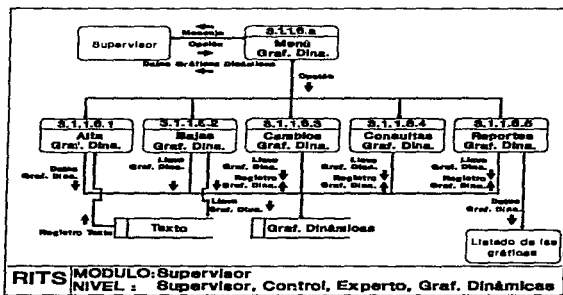 Supervisor
Mensaje
Opción
Datos Gráficos Dinámicos
3.1.1.6.a
Menú
Graf. Dina.
Opción
3.1.1.6.1
Alta
Graf. Dina.
3.1.1.6.2
Bajas
Graf. Dina.
3.1.1.6.3
Cambios
Graf. Dina.
3.1.1.6.4
Consultas
Graf. Dina.
3.1.1.6.5
Reportes
Graf. Dina.
Datos
Graf. Dina.
Llave
Graf. Dina.
Llave
Graf. Dina.
Registro
Graf. Dina.
Llave
Graf. Dina.
Registro
Graf. Dina.
Llave
Graf. Dina.
Registro
Graf. Dina.
Llave
Graf. Dina.
Datos
Graf. Dina.
Registro Texto
Texto
Graf. Dinámicas
Listado de las
gráficas
RITS
MODULO: Supervisor
NIVEL : Supervisor, Control, Experto, Graf. Dinámicas